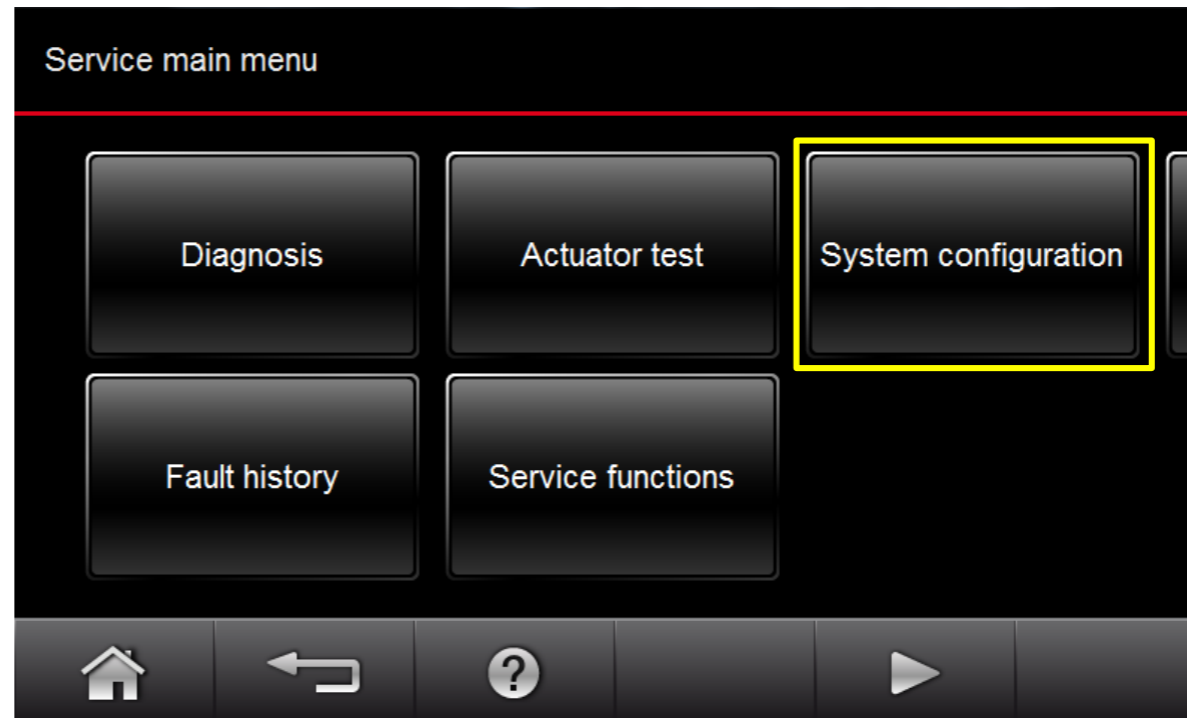 Service main menu
Diagnosis
Actuator test
System configuration
Fault history
Service functions
?